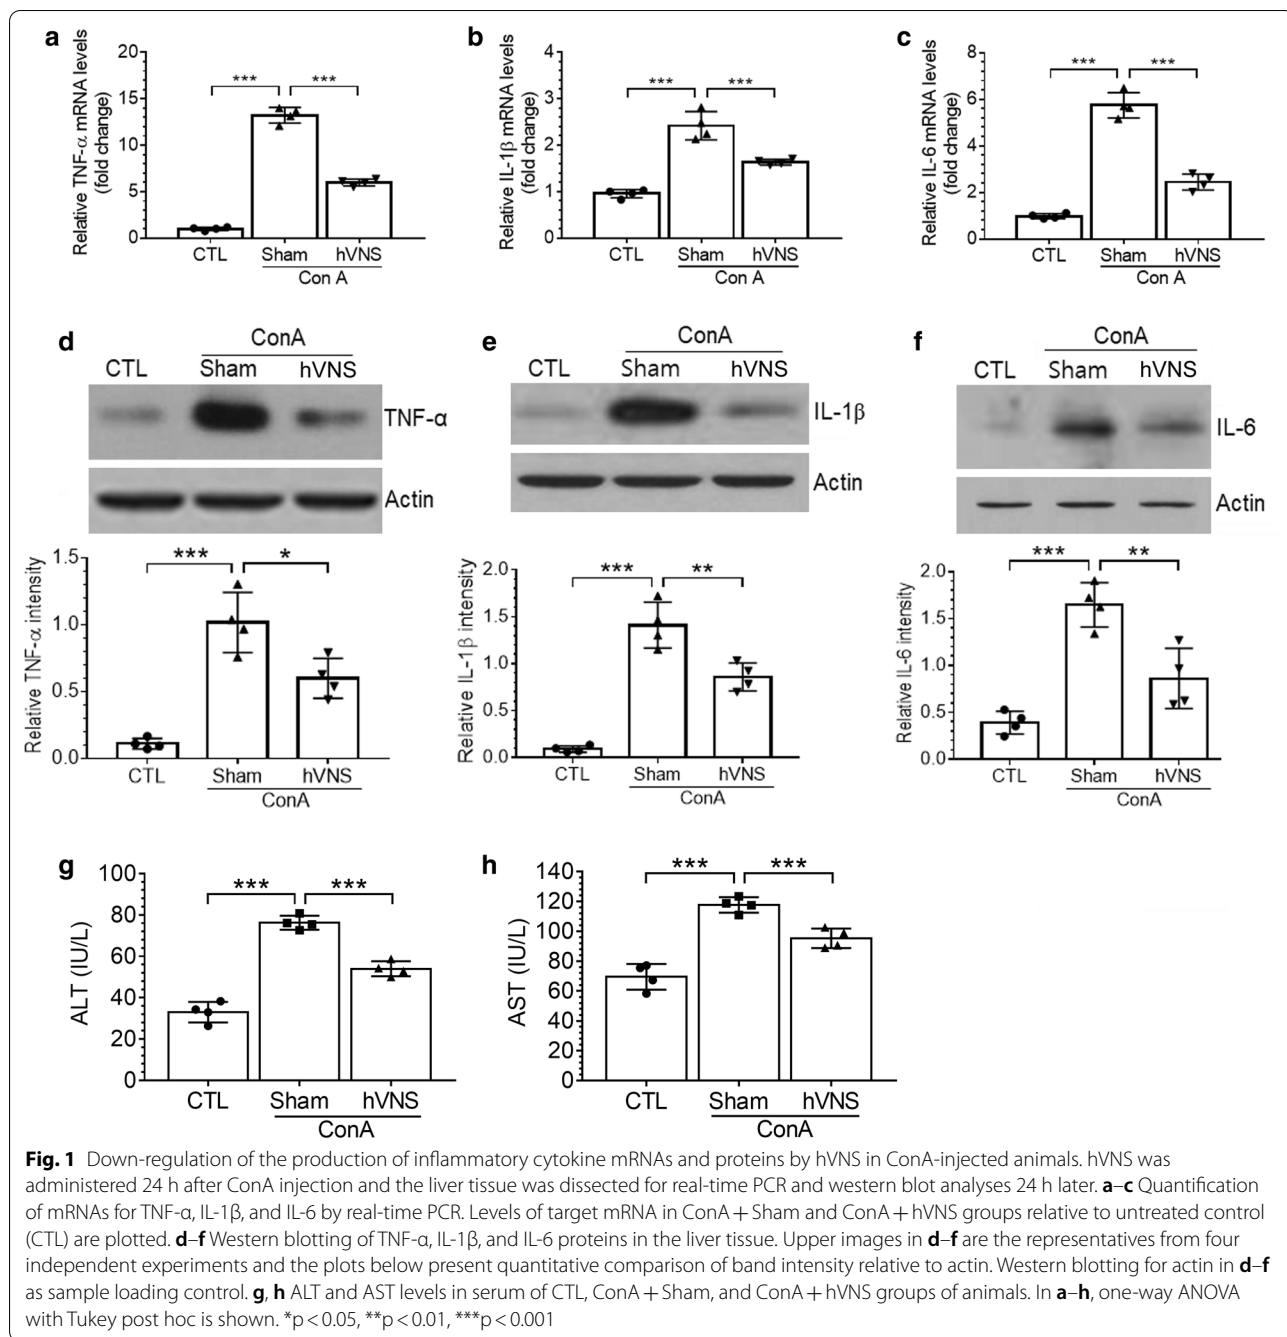 a
Relative TNF-α mRNA levels
(fold change)
20
15
10
5
0
***
***
CTL
Sham
hVNS
Con A
b
Relative IL-1β mRNA levels
(fold change)
4
3
2
1
0
***
***
CTL
Sham
hVNS
Con A
c
Relative IL-6 mRNA levels
(fold change)
8
6
4
2
0
***
***
CTL
Sham
hVNS
Con A
d
ConA
CTL
Sham
hVNS
TNF-α
Actin
Relative TNF-α intensity
1.5
1.0
0.5
0.0
***
*
CTL
Sham
hVNS
ConA
e
ConA
CTL
Sham
hVNS
IL-1β
Actin
Relative IL-1β intensity
2.0
1.5
1.0
0.5
0.0
***
**
CTL
Sham
hVNS
ConA
f
ConA
CTL
Sham
hVNS
IL-6
Actin
Relative IL-6 intensity
2.0
1.5
1.0
0.5
0.0
***
**
CTL
Sham
hVNS
ConA
g
ALT (IU/L)
100
80
60
40
20
0
***
***
CTL
Sham
hVNS
ConA
h
AST (IU/L)
140
120
100
80
60
40
20
0
***
***
CTL
Sham
hVNS
ConA
Fig. 1 Down-regulation of the production of inflammatory cytokine mRNAs and proteins by hVNS in ConA-injected animals. hVNS was
administered 24 h after ConA injection and the liver tissue was dissected for real-time PCR and western blot analyses 24 h later. a–c Quantification
of mRNAs for TNF-α, IL-1β, and IL-6 by real-time PCR. Levels of target mRNA in ConA + Sham and ConA + hVNS groups relative to untreated control
(CTL) are plotted. d–f Western blotting of TNF-α, IL-1β, and IL-6 proteins in the liver tissue. Upper images in d–f are the representatives from four
independent experiments and the plots below present quantitative comparison of band intensity relative to actin. Western blotting for actin in d–f
as sample loading control. g, h ALT and AST levels in serum of CTL, ConA + Sham, and ConA + hVNS groups of animals. In a–h, one-way ANOVA
with Tukey post hoc is shown. *p < 0.05, **p < 0.01, ***p < 0.001